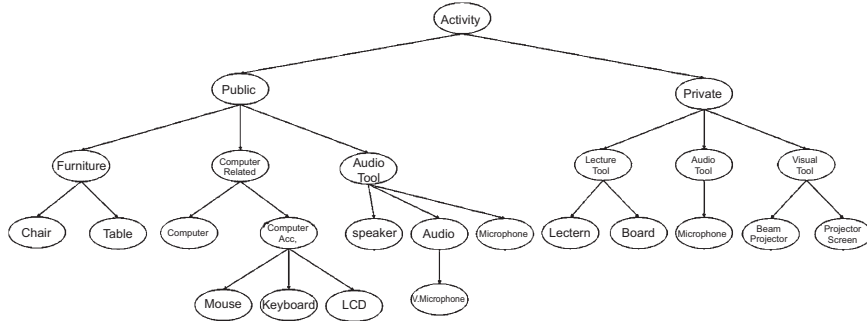 Activity
Public
Private
Furniture
Computer
Related
Audio
Tool
Lecture
Tool
Audio
Tool
Visual
Tool
Chair
Table
Computer
Computer
Acc,
speaker
Audio
Microphone
Lectern
Board
Microphone
Beam
Projector
Projector
Screen
Mouse
Keyboard
LCD
V.Microphone